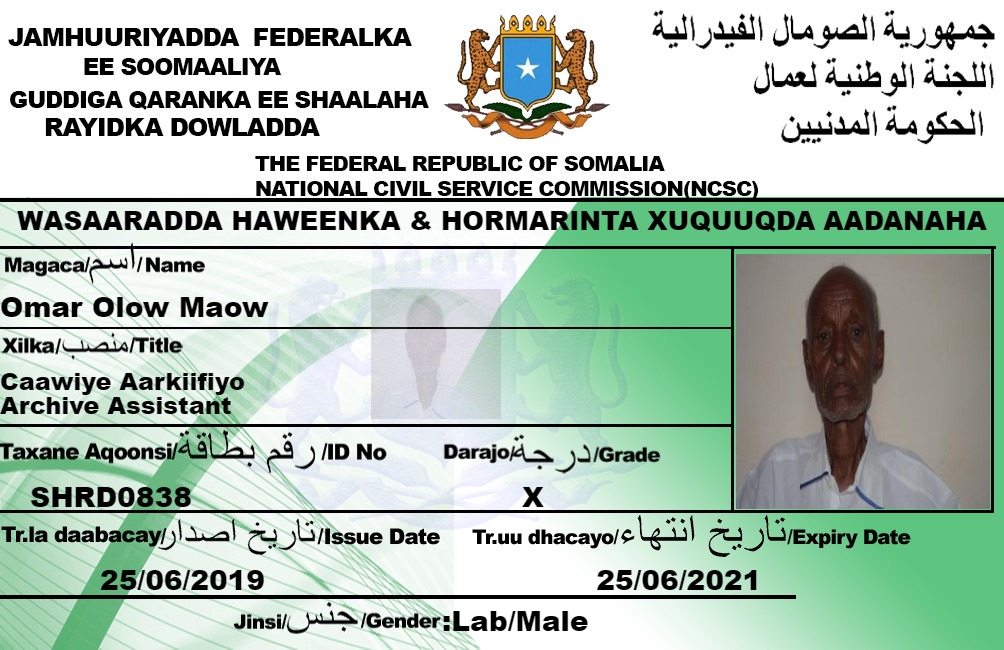 JAMHUURIYADDA FEDERALKA
EE SOOMAALIYA
GUDDIGA QARANKA EE SHAALAHA
RAYIDKA DOWLADDA
جمهورية الصومال الفيدرالية
اللجنة الوطنية لعمال
الحكومة المدنيين
THE FEDERAL REPUBLIC OF SOMALIA
NATIONAL CIVIL SERVICE COMMISSION(NCSC)
WASAARADDA HAWEENKA & HORMARINTA XUQUUQDA AADANAHA
Magaca/اسم/Name
Omar Olow Maow
Xilka/منصب/Title
Caawiye Aarkiifiyo
Archive Assistant
Taxane Aqoonsi/رقم بطاقة/ID No
Darajo/درجة/Grade
SHRD0838
X
Tr.la daabacay/تاريخ اصدار/Issue Date
Tr.uu dhacayo/تاريخ انتهاء/Expiry Date
25/06/2019
25/06/2021
Jinsi/جنس/Gender:Lab/Male